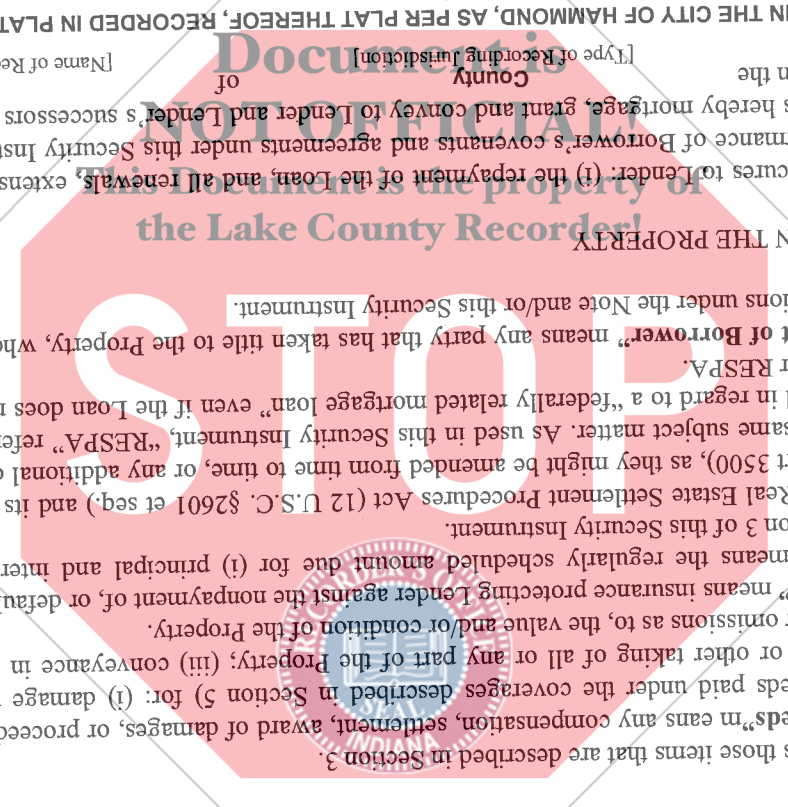 s those items that are described in Section 3.
eds”m eans any compensation, settlement, award of damages, or proceed
eds paid under the coverages described in Section 5) for: (i) damage
or other taking of all or any part of the Property; (iii) conveyance in
r omissions as to, the value and/or condition of the Property.
” means insurance protecting Lender against the nonpayment of, or defaul
means the regularly scheduled amount due for (i) principal and inter
on 3 of this Security Instrument.
Real Estate Settlement Procedures Act (12 U.S.C. §2601 et seq.) and its
rt 3500), as they might be amended from time to time, or any additional
same subject matter. As used in this Security Instrument, “RESPA” refe
l in regard to a “federally related mortgage loan” even if the Loan does
r RESPA.
t of Borrower” means any party that has taken title to the Property, whe
ions under the Note and/or this Security Instrument.
N THE PROPERTY
cures to Lender: (i) the repayment of the Loan, and all renewals, extens
mance of Borrower’s covenants and agreements under this Security Inst
s hereby mortgage, grant and convey to Lender and Lender’s successors
n the County of
[Type of Recording Jurisdiction] [Name of Rec
IN THE CITY OF HAMMOND, AS PER PLAT THEREOF, RECORDED IN PLAT
Document is
NOT OFFICIAL!
This Document is the property of
the Lake County Recorder!
STOP
RECORDER'S OFFICE
SEAL
INDIANA